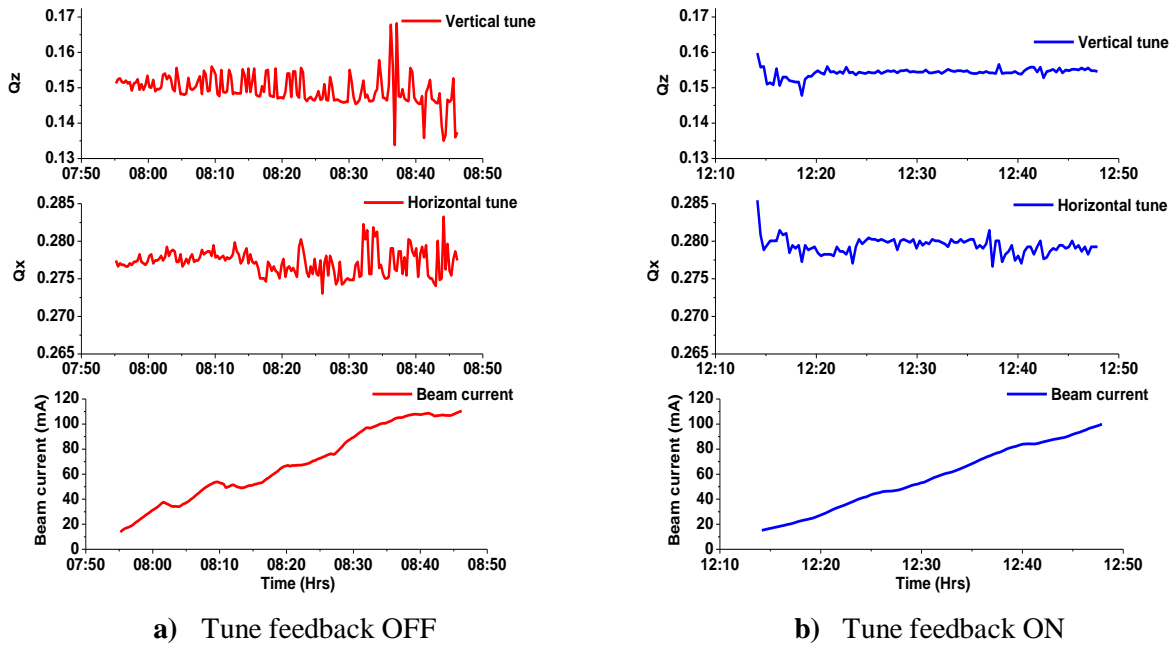 0.17
0.16
0.15
0.14
0.13
Qz
Vertical tune
07:50 08:00 08:10 08:20 08:30 08:40 08:50
0.285
0.280
0.275
0.270
0.265
Qx
Horizontal tune
07:50 08:00 08:10 08:20 08:30 08:40 08:50
120
100
80
60
40
20
0
Beam current (mA)
Beam current
07:50 08:00 08:10 08:20 08:30 08:40 08:50
Time (Hrs)
a) Tune feedback OFF
0.17
0.16
0.15
0.14
0.13
Qz
Vertical tune
12:10 12:20 12:30 12:40 12:50
0.285
0.280
0.275
0.270
0.265
Qx
Horizontal tune
12:10 12:20 12:30 12:40 12:50
120
100
80
60
40
20
0
Beam current (mA)
Beam current
12:10 12:20 12:30 12:40 12:50
Time (Hrs)
b) Tune feedback ON